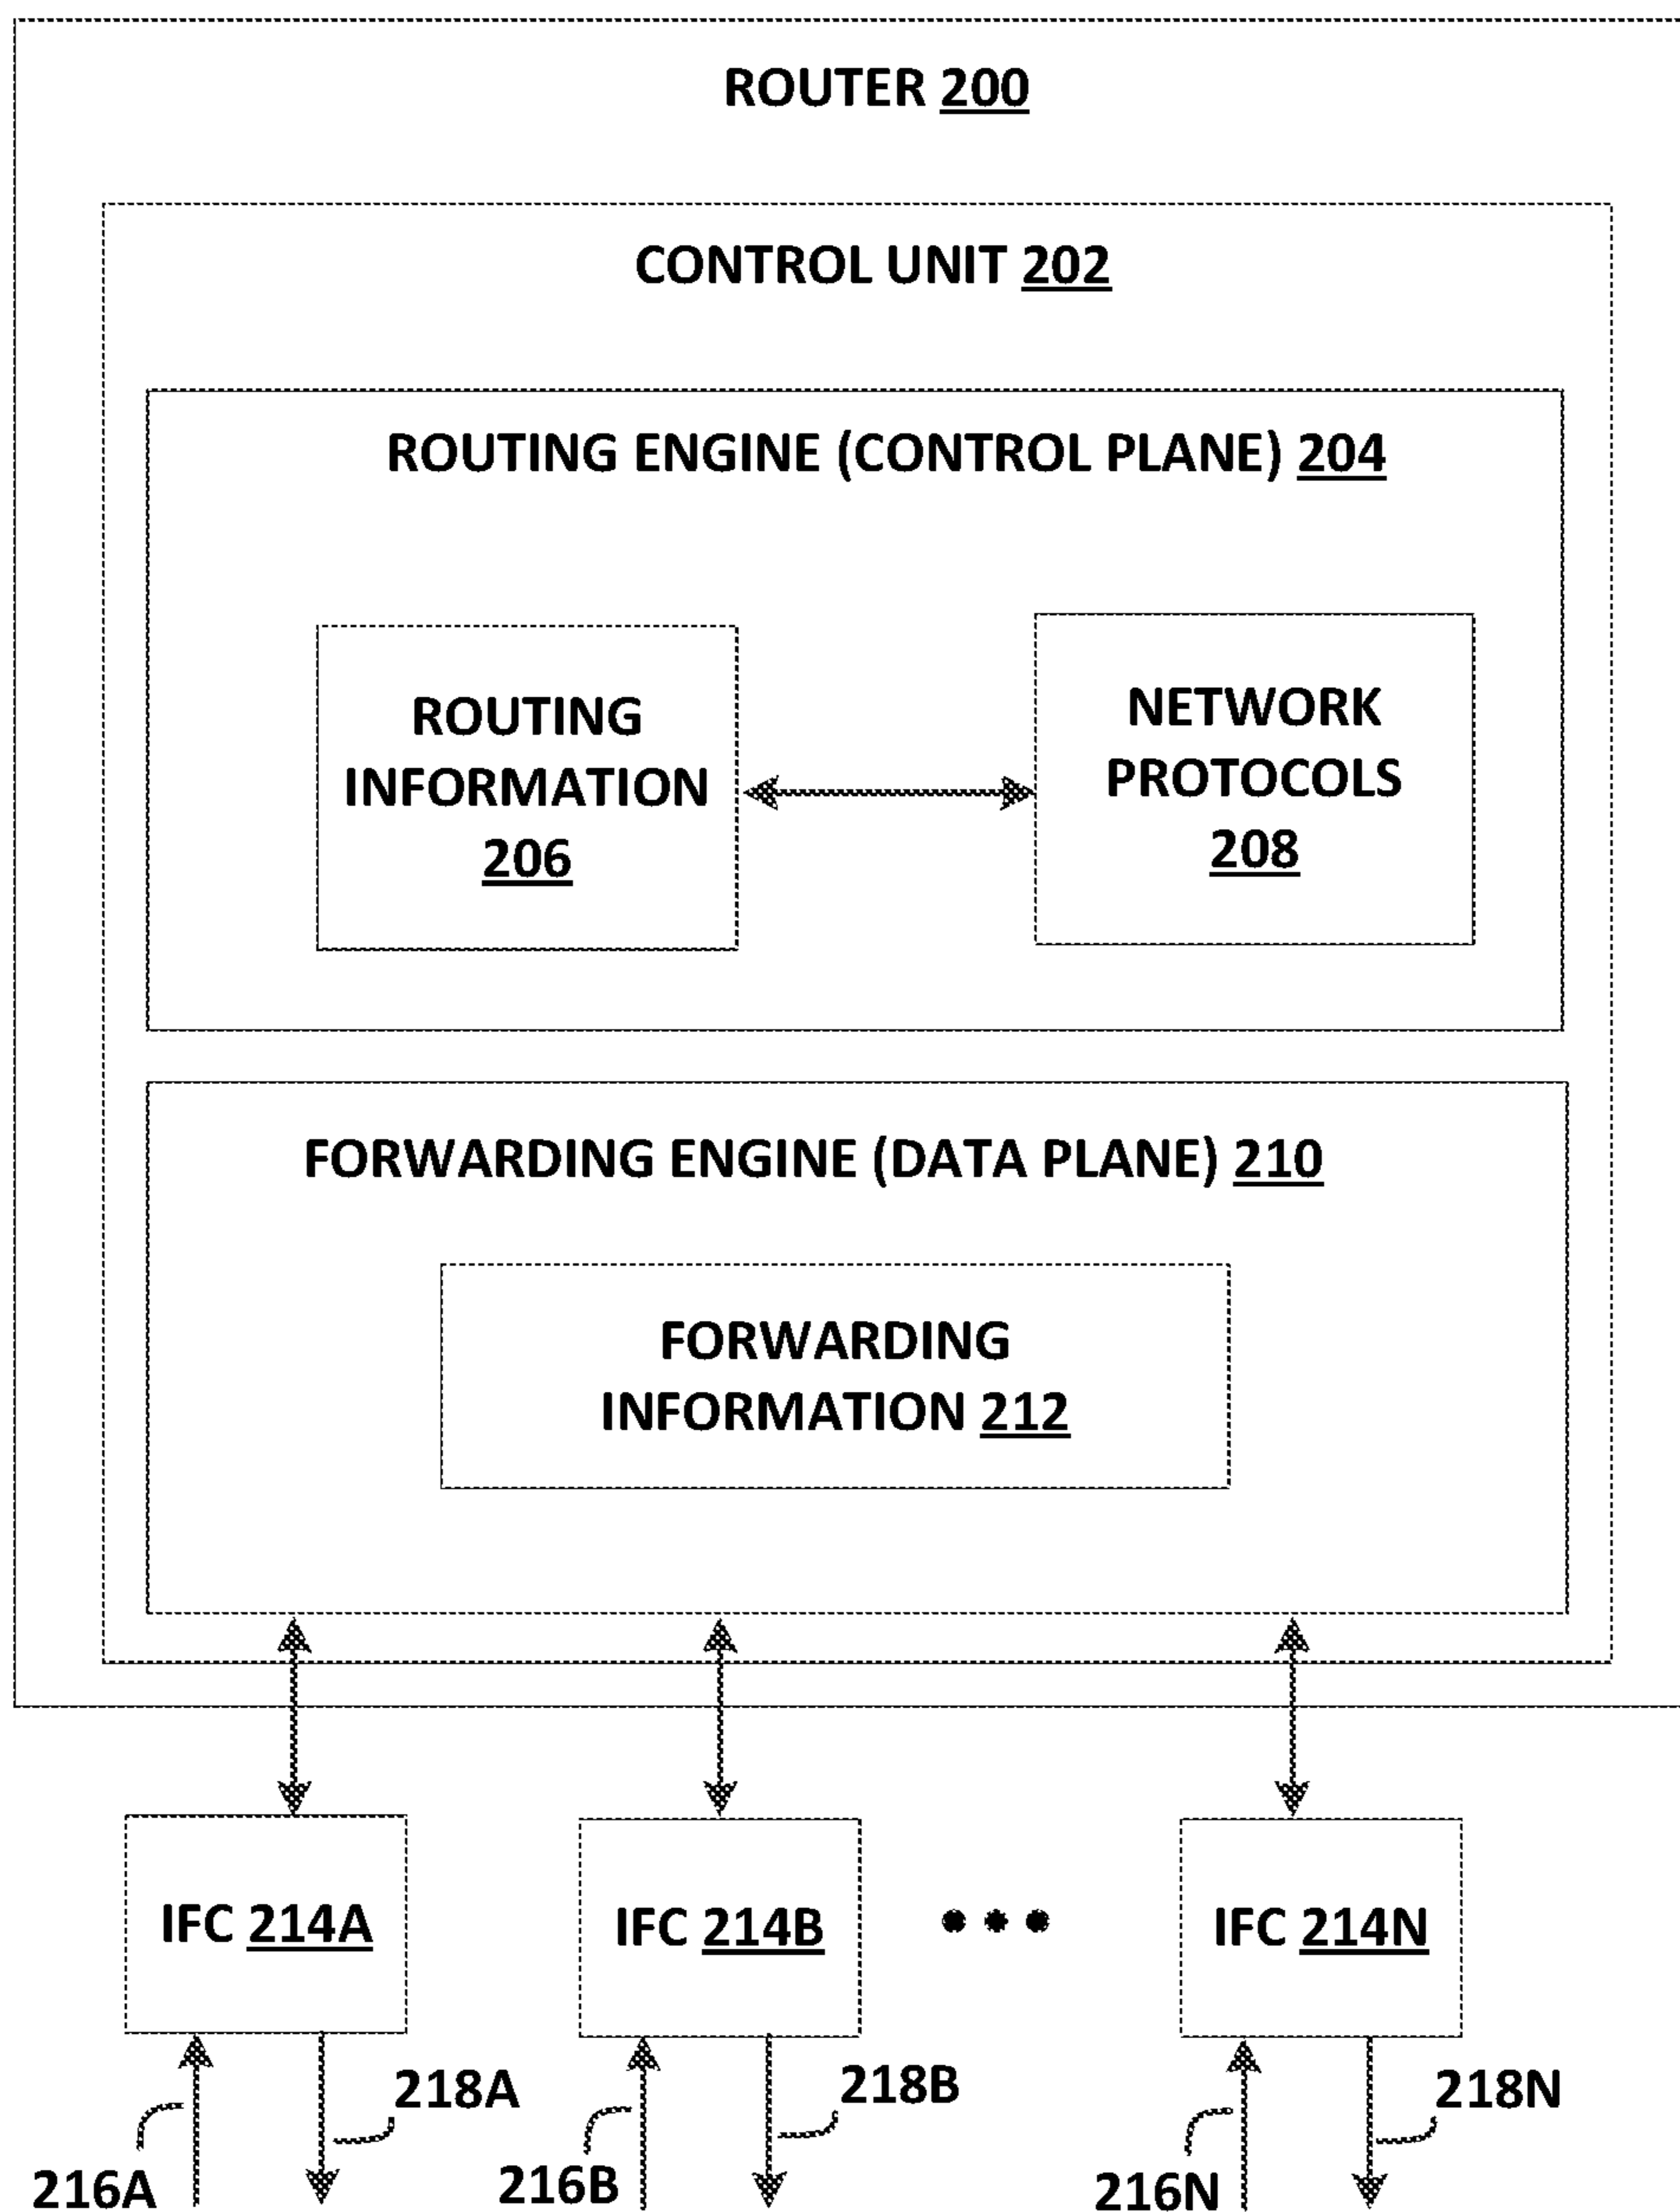 ROUTER 200
CONTROL UNIT 202
ROUTING ENGINE (CONTROL PLANE) 204
ROUTING
INFORMATION
206
NETWORK
PROTOCOLS
208
FORWARDING ENGINE (DATA PLANE) 210
FORWARDING
INFORMATION 212
IFC 214A
IFC 214B
IFC 214N
218A
218B
218N
216A
216B
216N